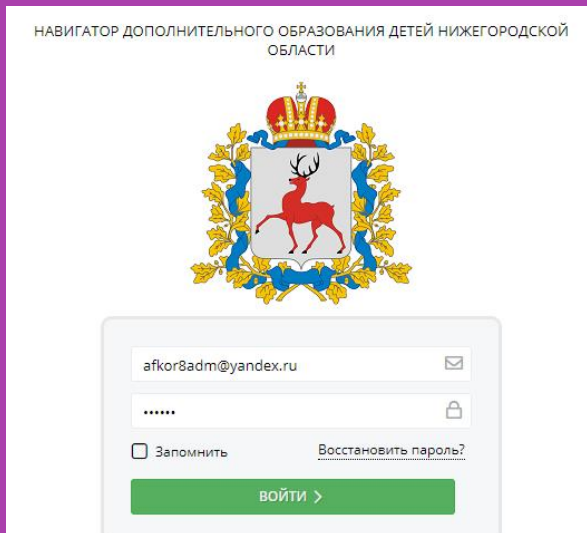 НАВИГАТОР ДОПОЛНИТЕЛЬНОГО ОБРАЗОВАНИЯ ДЕТЕЙ НИЖЕГОРОДСКОЙ
ОБЛАСТИ
afkor8adm@yandex.ru
••••••
Запомнить Восстановить пароль?
ВОЙТИ >